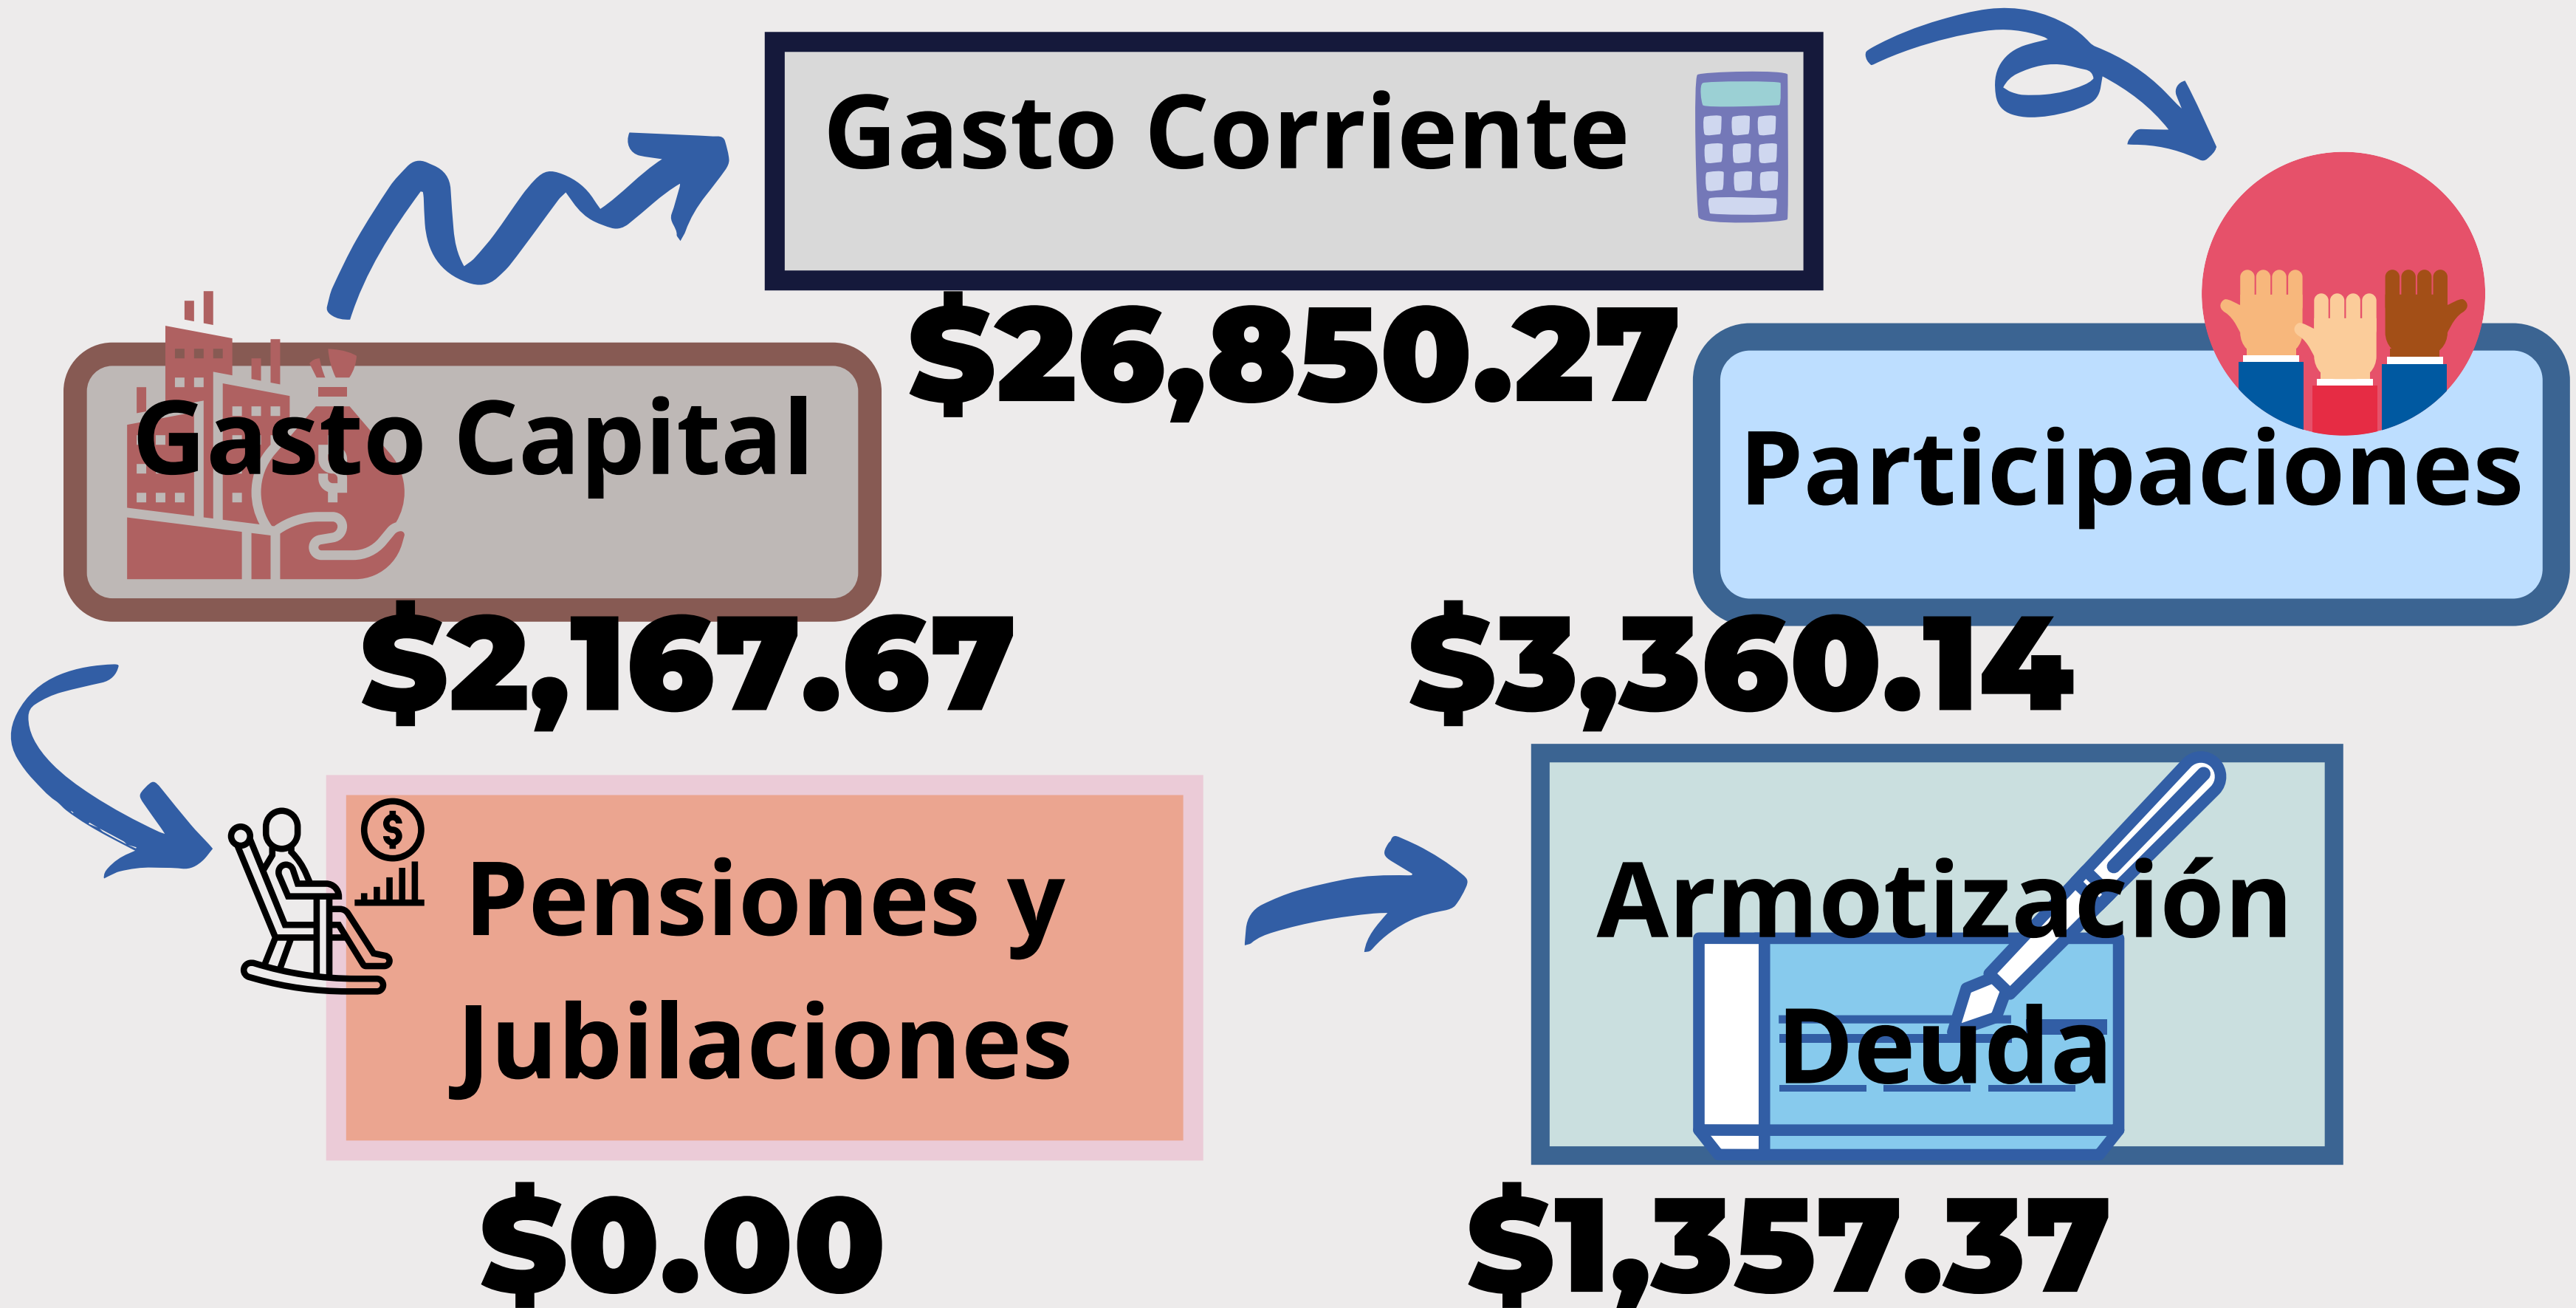 Gasto Corriente
$26,850.27
Gasto Capital
$2,167.67
Participaciones
$3,360.14
Pensiones y
Jubilaciones
$0.00
Armotización
Deuda
$1,357.37